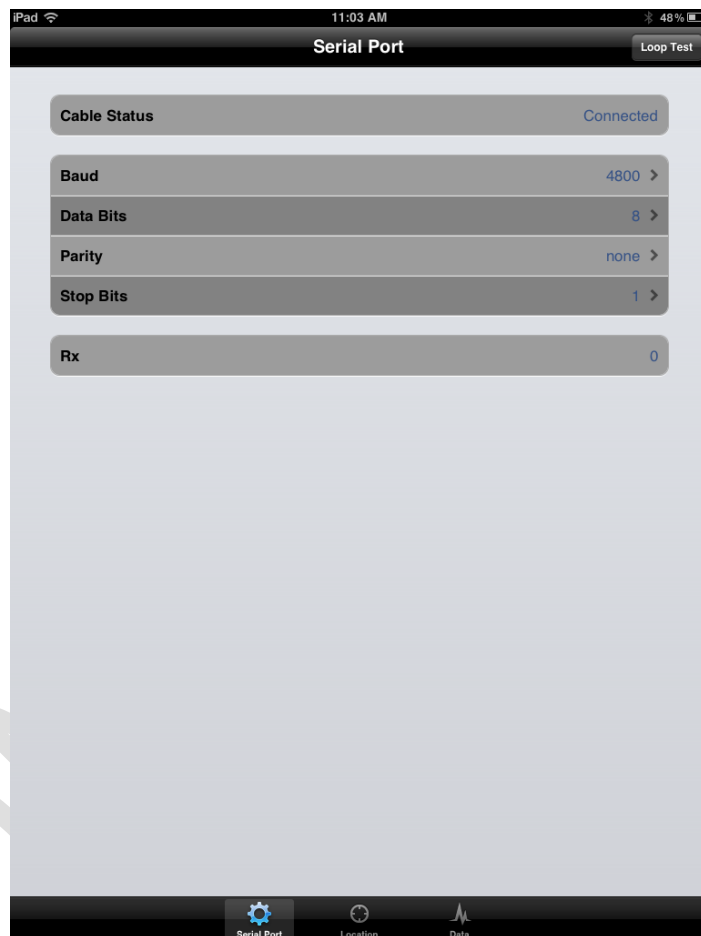 iPad 11:03 AM 48%
Serial Port Loop Test
Cable Status Connected
Baud 4800
Data Bits 8
Parity none
Stop Bits 1
Rx 0
Serial Port Location Data